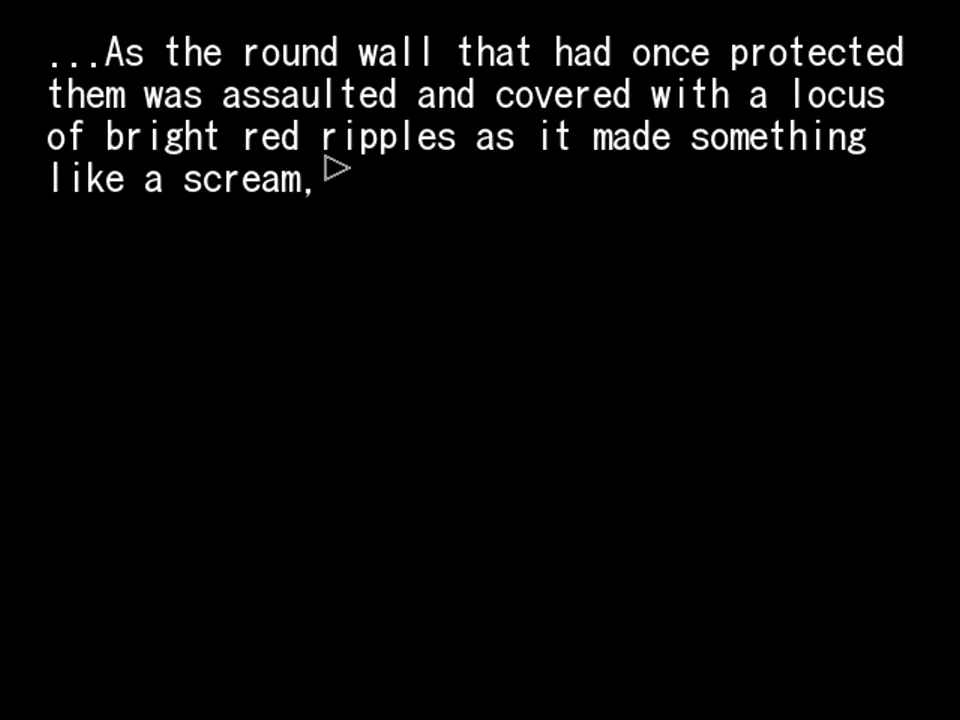 ...As the round wall that had once protected
them was assaulted and covered with a locus
of bright red ripples as it made something
like a scream,